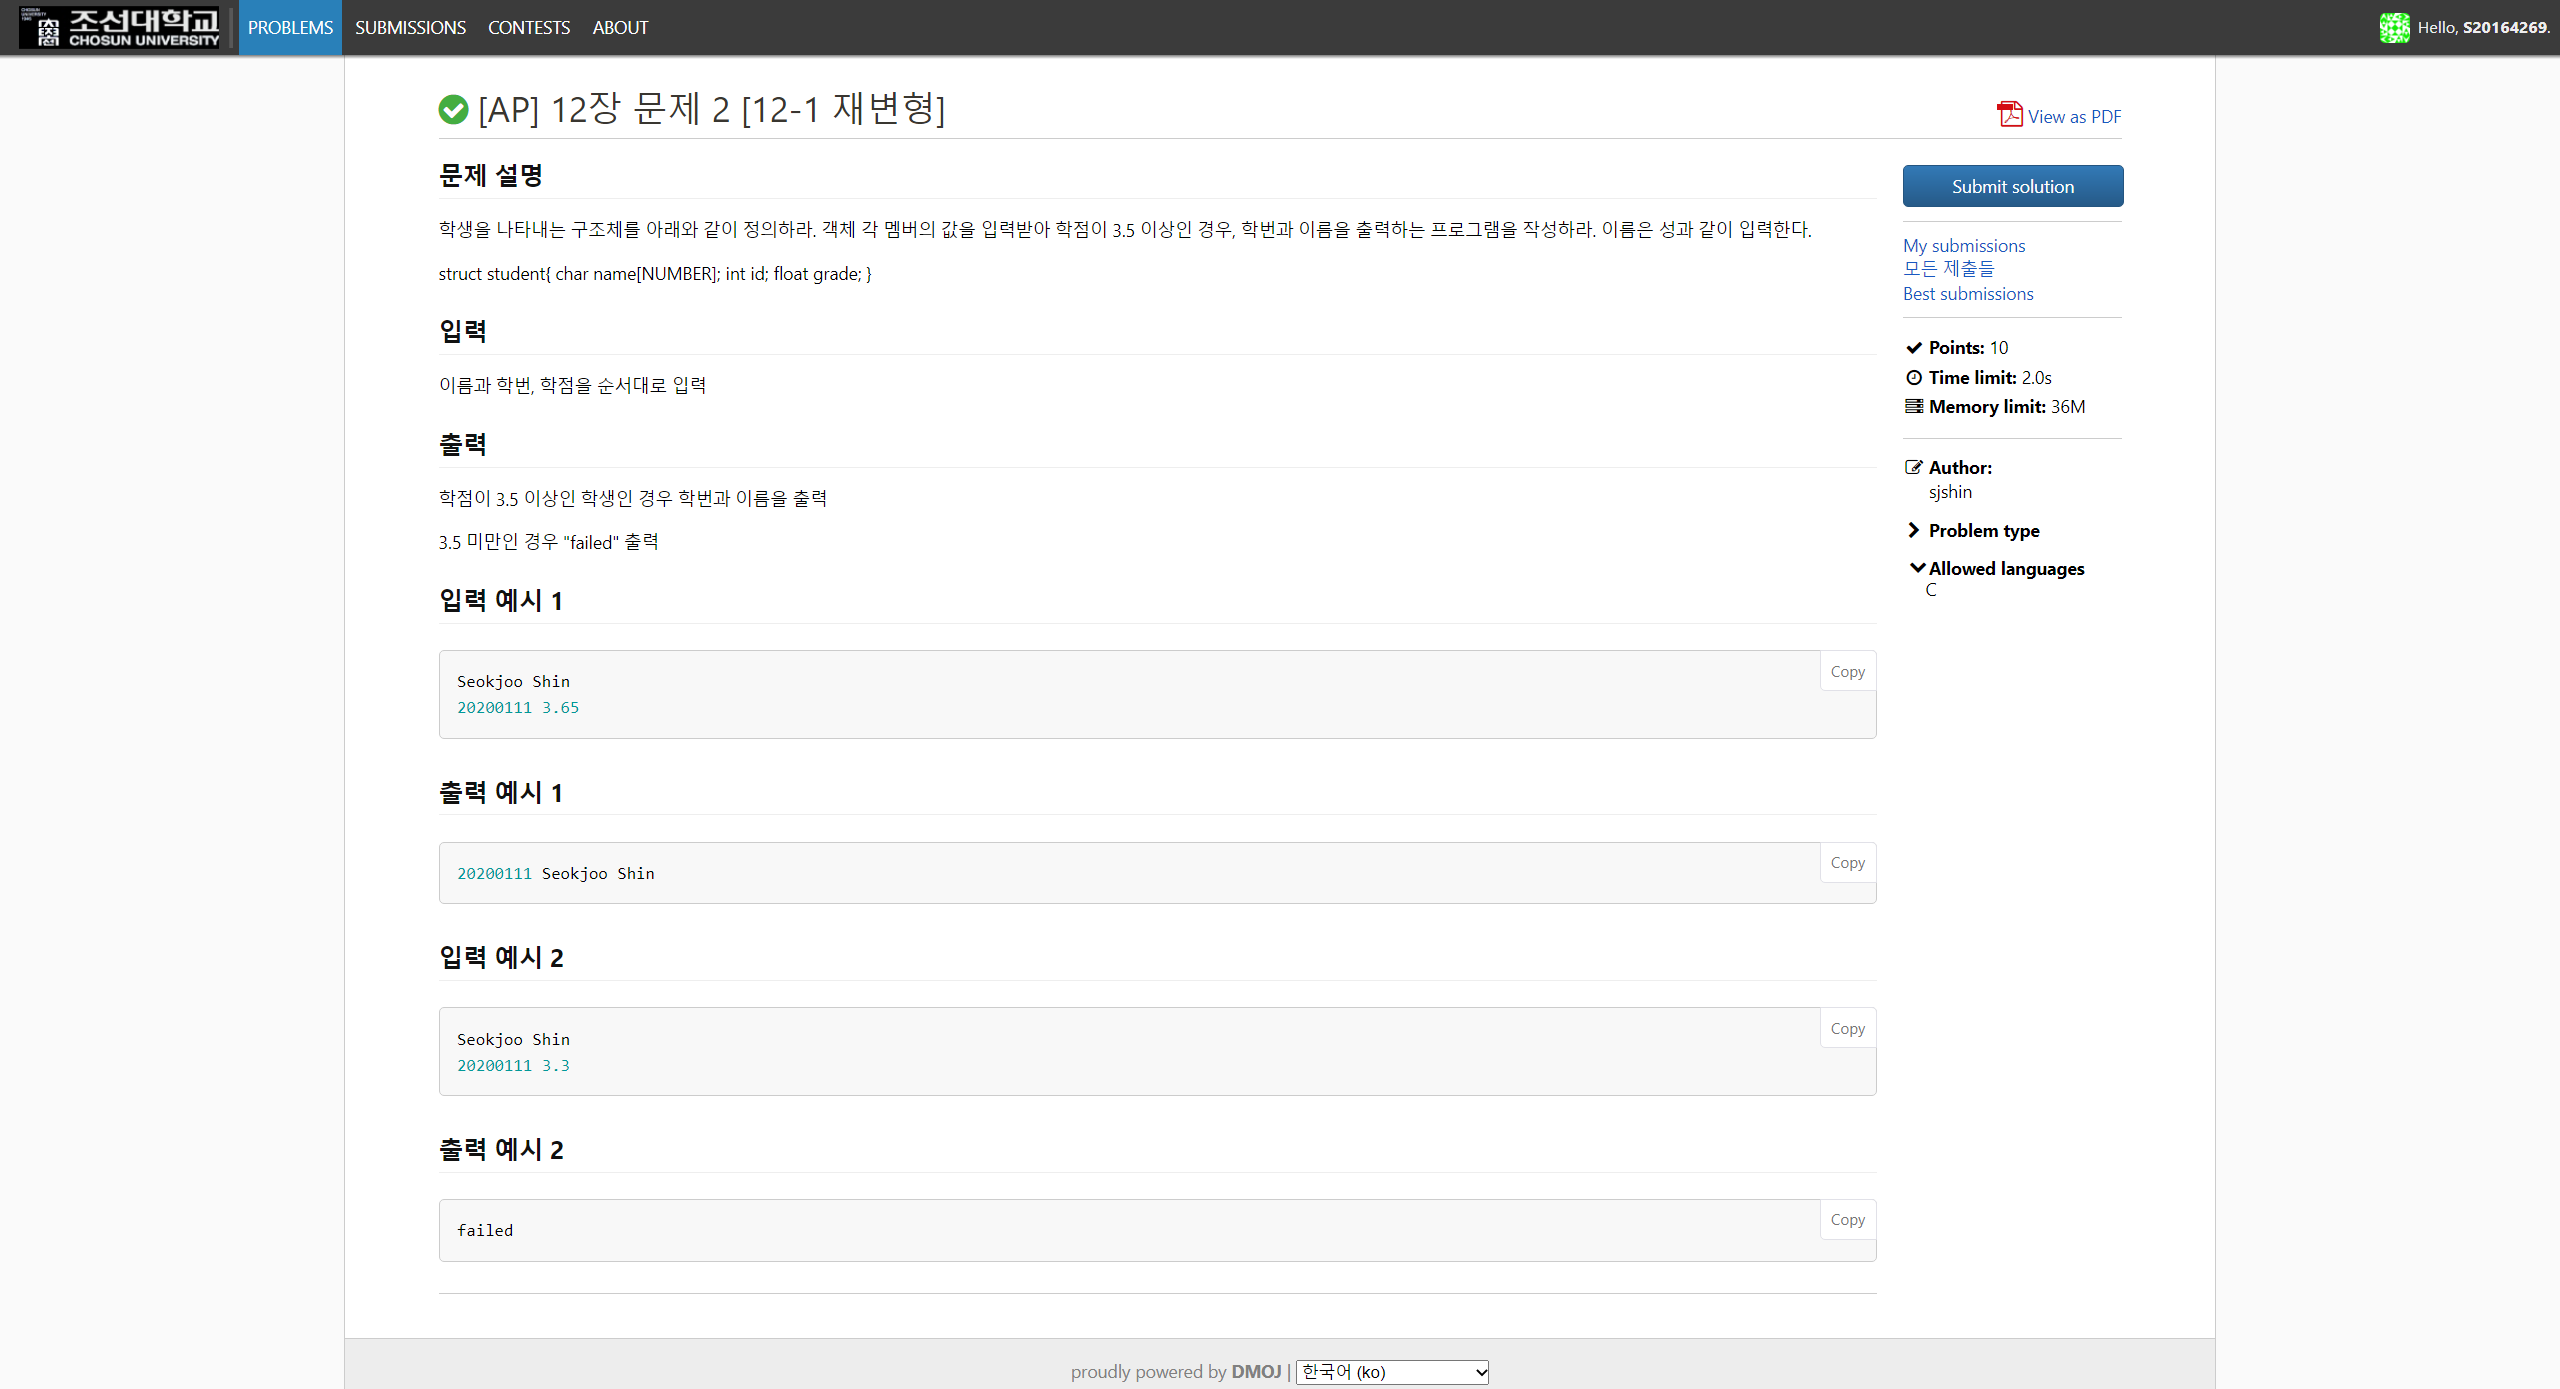 조선대학교
CHOSUN UNIVERSITY
PROBLEMS
SUBMISSIONS
CONTESTS
ABOUT
Hello, S20164269.
[AP] 12장 문제 2 [12-1 재변형]
View as PDF
문제 설명
학생을 나타내는 구조체를 아래와 같이 정의하라. 객체 각 멤버의 값을 입력받아 학점이 3.5 이상인 경우, 학번과 이름을 출력하는 프로그램을 작성하라. 이름은 성과 같이 입력한다.
struct student{ char name[NUMBER]; int id; float grade; }
입력
이름과 학번, 학점을 순서대로 입력
출력
학점이 3.5 이상인 학생인 경우 학번과 이름을 출력
3.5 미만인 경우 "failed" 출력
입력 예시 1
Copy
Seokjoo Shin
20200111 3.65
출력 예시 1
Copy
20200111 Seokjoo Shin
입력 예시 2
Copy
Seokjoo Shin
20200111 3.3
출력 예시 2
Copy
failed
Submit solution
My submissions
모든 제출들
Best submissions
Points: 10
Time limit: 2.0s
Memory limit: 36M
Author:
sjshin
Problem type
Allowed languages
C
proudly powered by DMOJ | 한국어 (ko)